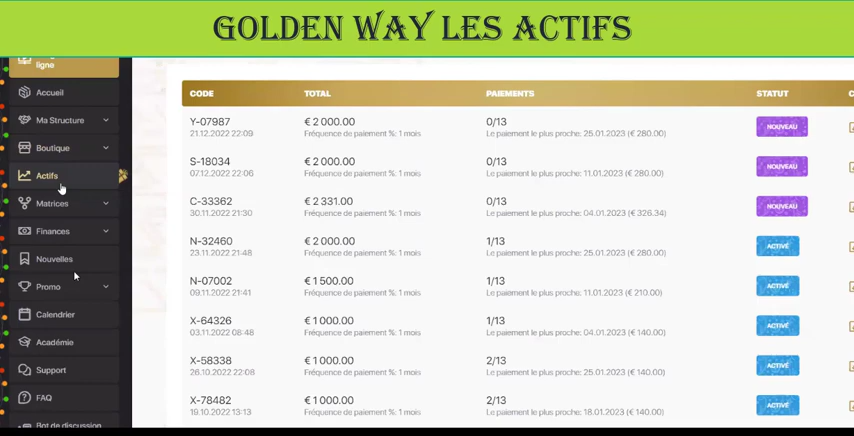 GOLDEN WAY LES ACTIFS
ligne
Accueil
Ma Structure
Boutique
Actifs
Matrices
Finances
Nouvelles
Promo
Calendrier
Académie
Support
FAQ
Bot de discussion
CODE TOTAL PAIEMENTS STATUT
Y-07987 € 2 000.00 0/13 NOUVEAU
21.12.2022 22:09 Fréquence de paiement %: 1 mois Le paiement le plus proche: 25.01.2023 (€ 280.00)
S-18034 € 2 000.00 0/13 NOUVEAU
07.12.2022 22:06 Fréquence de paiement %: 1 mois Le paiement le plus proche: 11.01.2023 (€ 280.00)
C-33362 € 2 331.00 0/13 NOUVEAU
30.11.2022 21:30 Fréquence de paiement %: 1 mois Le paiement le plus proche: 04.01.2023 (€ 326.34)
N-32460 € 2 000.00 1/13 ACTIVÉ
23.11.2022 21:48 Fréquence de paiement %: 1 mois Le paiement le plus proche: 25.01.2023 (€ 280.00)
N-07002 € 1 500.00 1/13 ACTIVÉ
09.11.2022 21:41 Fréquence de paiement %: 1 mois Le paiement le plus proche: 11.01.2023 (€ 210.00)
X-64326 € 1 000.00 1/13 ACTIVÉ
03.11.2022 08:48 Fréquence de paiement %: 1 mois Le paiement le plus proche: 04.01.2023 (€ 140.00)
X-58338 € 1 000.00 2/13 ACTIVÉ
26.10.2022 22:08 Fréquence de paiement %: 1 mois Le paiement le plus proche: 25.01.2023 (€ 140.00)
X-78482 € 1 000.00 2/13 ACTIVÉ
19.10.2022 13:13 Fréquence de paiement %: 1 mois Le paiement le plus proche: 18.01.2023 (€ 140.00)